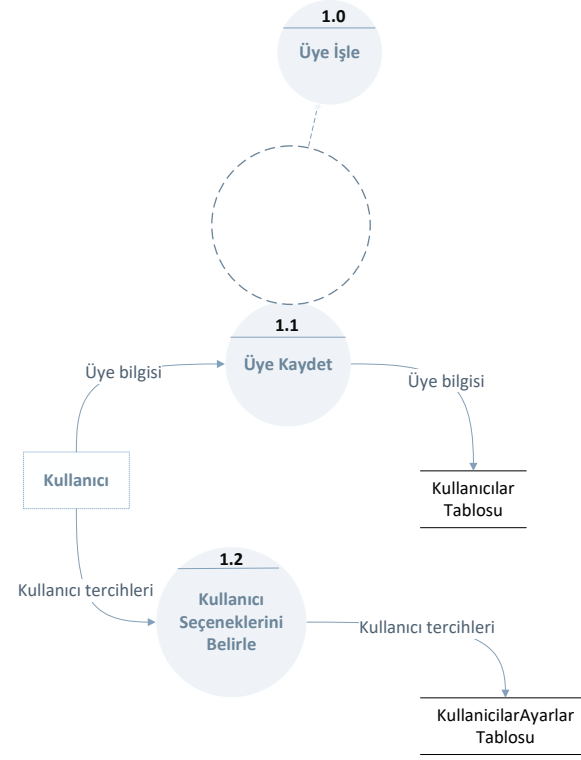 1.0
Üye İşle
1.1
Üye Kaydet
Üye bilgisi
Üye bilgisi
Kullanıcı
Kullanıcılar
Tablosu
1.2
Kullanıcı
Seçeneklerini
Belirle
Kullanıcı tercihleri
Kullanıcı tercihleri
KullanicilarAyarlar
Tablosu